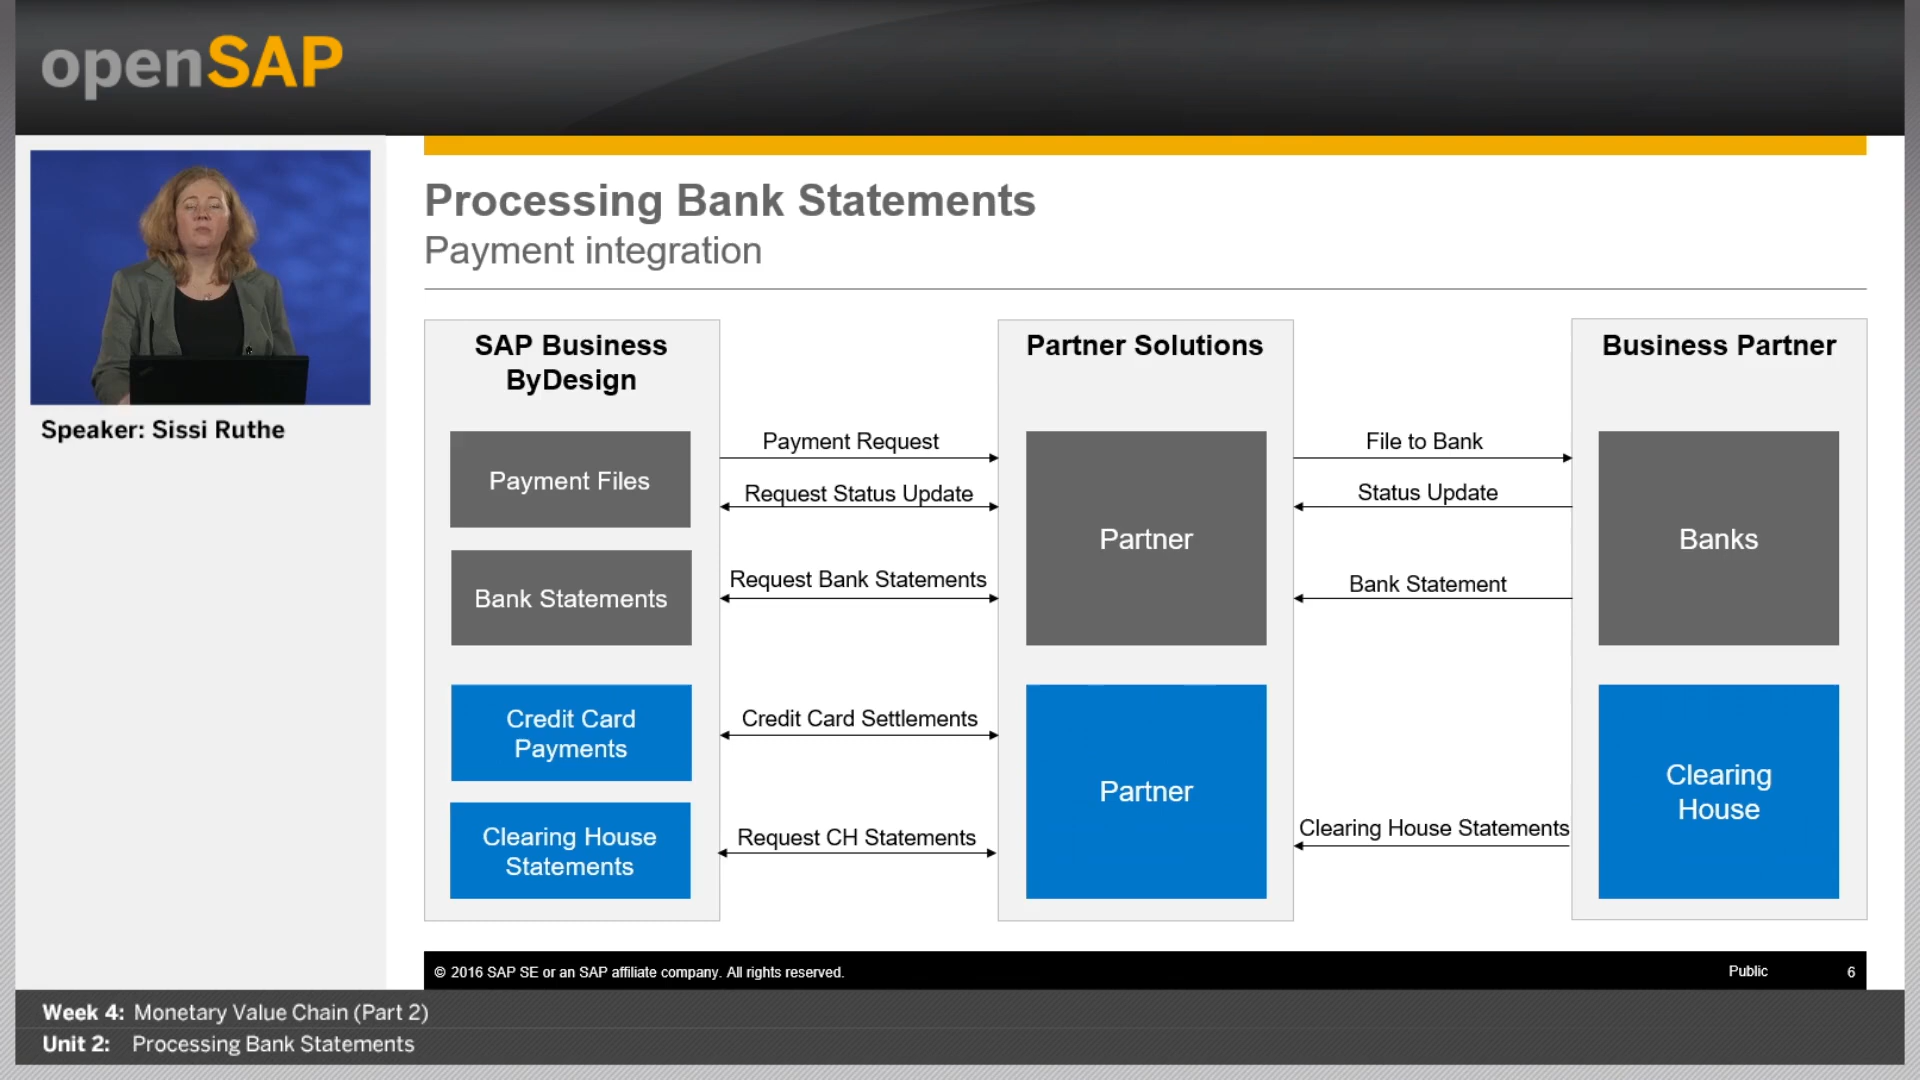 openSAP
Speaker: Sissi Ruthe
Processing Bank Statements
Payment integration
SAP Business
ByDesign
Partner Solutions
Business Partner
Payment Files
Payment Request
Request Status Update
Partner
File to Bank
Status Update
Banks
Bank Statements
Request Bank Statements
Bank Statement
Credit Card
Payments
Credit Card Settlements
Partner
Clearing
House
Clearing House
Statements
Request CH Statements
Clearing House Statements
© 2016 SAP SE or an SAP affiliate company. All rights reserved.
Public
6
Week 4: Monetary Value Chain (Part 2)
Unit 2: Processing Bank Statements